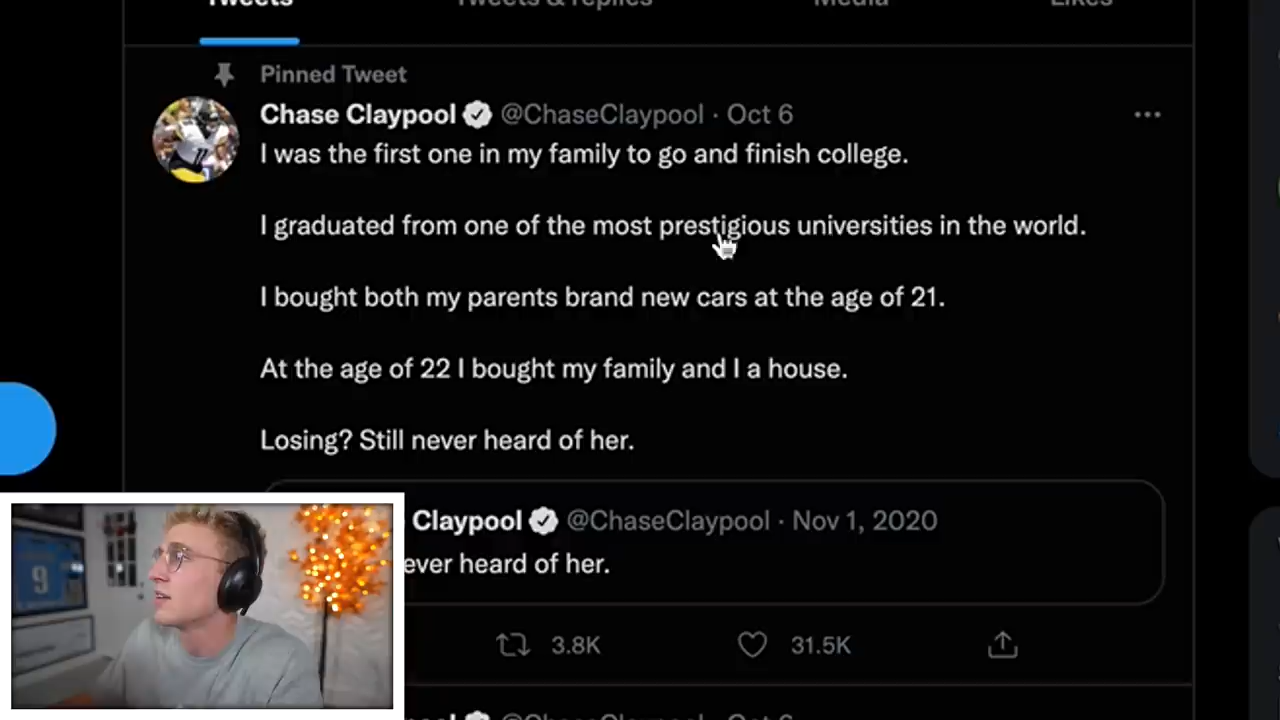 Tweets Tweets & replies Media Likes
Pinned Tweet
Chase Claypool @ChaseClaypool · Oct 6
I was the first one in my family to go and finish college.
I graduated from one of the most prestigious universities in the world.
I bought both my parents brand new cars at the age of 21.
At the age of 22 I bought my family and I a house.
Losing? Still never heard of her.
Claypool @ChaseClaypool · Nov 1, 2020
ever heard of her.
3.8K 31.5K
@ChaseClaypool · Oct 6
9